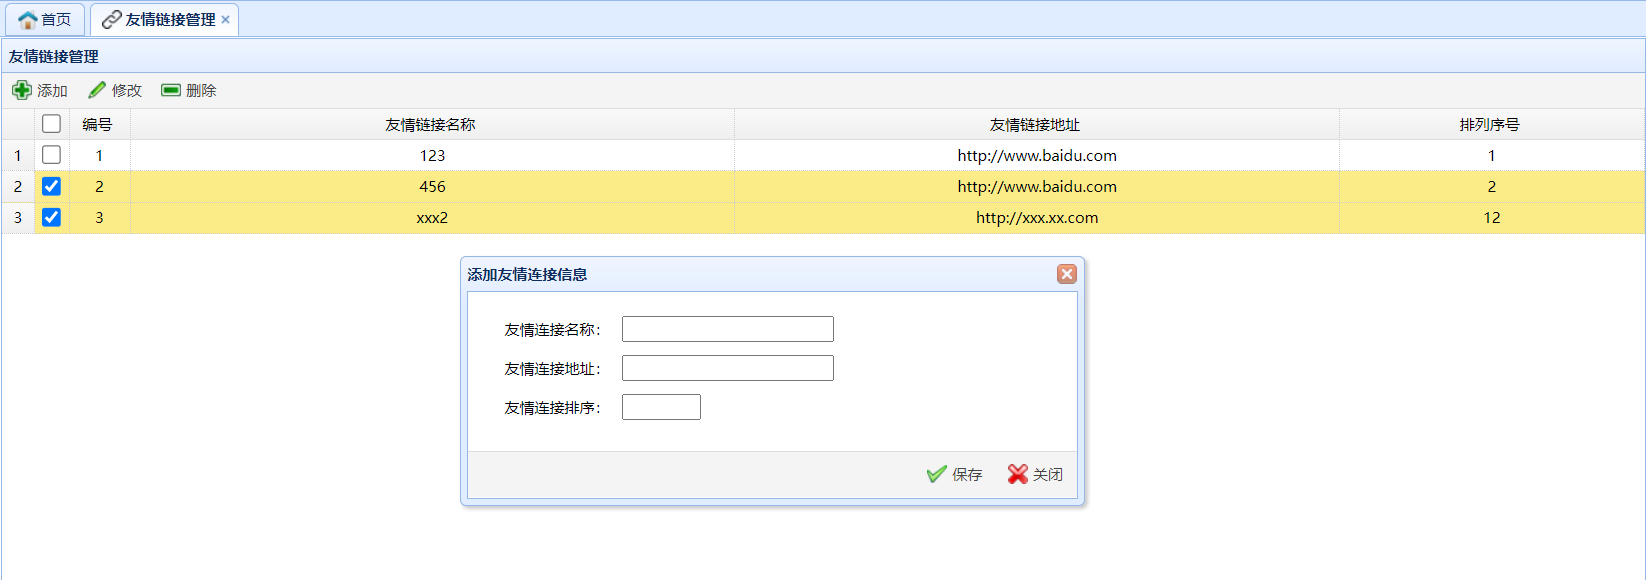 首页 友情链接管理
友情链接管理
添加 修改 删除
编号 友情链接名称 友情链接地址 排列序号
1 1 123 http://www.baidu.com 1
2 2 456 http://www.baidu.com 2
3 3 xxx2 http://xxx.xx.com 12
添加友情连接信息
友情连接名称：
友情连接地址：
友情连接排序：
保存 关闭